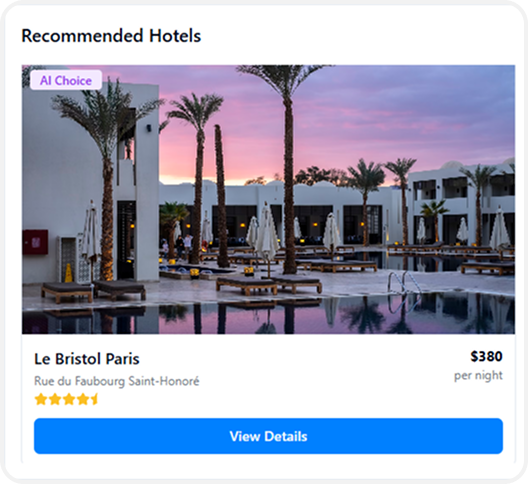 Recommended Hotels
AI Choice
Le Bristol Paris
$380
Rue du Faubourg Saint-Honoré
per night
View Details